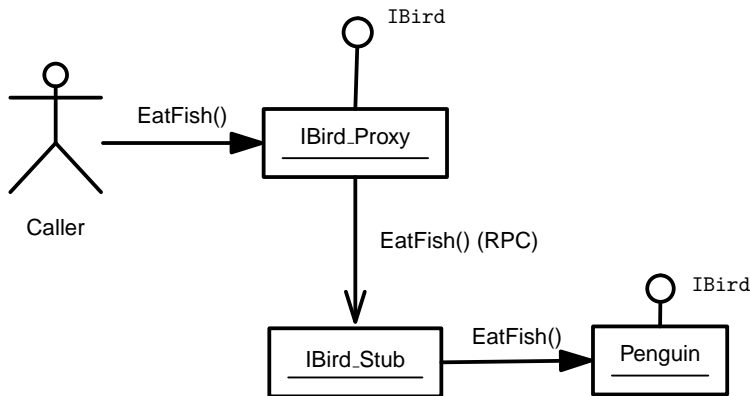 IBird
EatFish()
IBird_Proxy
Caller
EatFish() (RPC)
IBird
EatFish()
IBird_Stub
Penguin